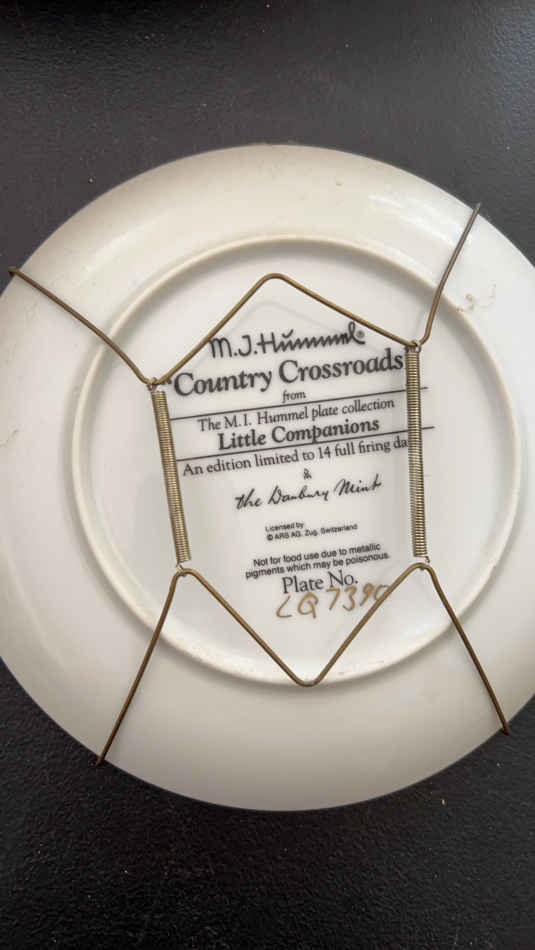 M.J.Hummel®
"Country Crossroads"
from
The M.I. Hummel plate collection
Little Companions
An edition limited to 14 full firing da
&
the Danbury Mint
Licensed by
© ARS AG, Zug, Switzerland
Not for food use due to metallic
pigments which may be poisonous.
Plate No.
LQ7390